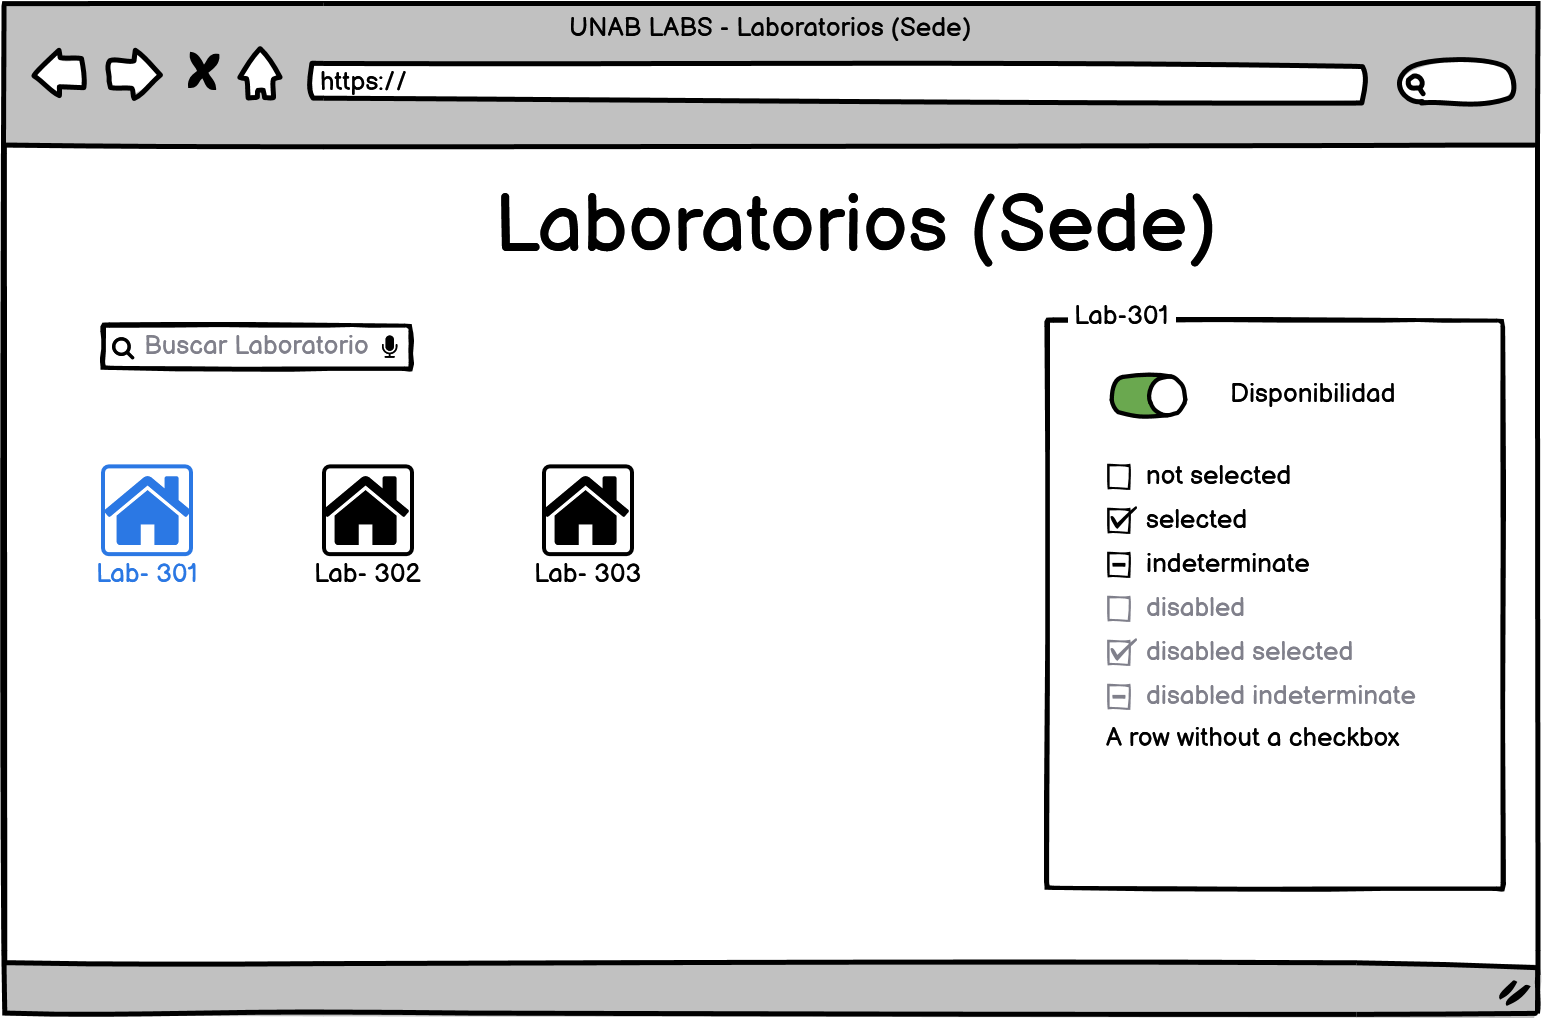 UNAB LABS - Laboratorios (Sede)
https://
Laboratorios (Sede)
Buscar Laboratorio
Lab- 301
Lab- 302
Lab- 303
Lab-301
Disponibilidad
not selected
selected
indeterminate
disabled
disabled selected
disabled indeterminate
A row without a checkbox